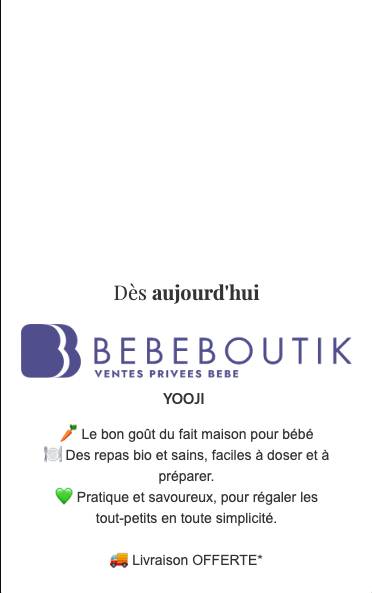 Dès aujourd'hui
BEBEBOUTIK
VENTES PRIVEES BEBE
YOOJI
🥕 Le bon goût du fait maison pour bébé
🍽️ Des repas bio et sains, faciles à doser et à
préparer.
💚 Pratique et savoureux, pour régaler les
tout-petits en toute simplicité.
🚚 Livraison OFFERTE*